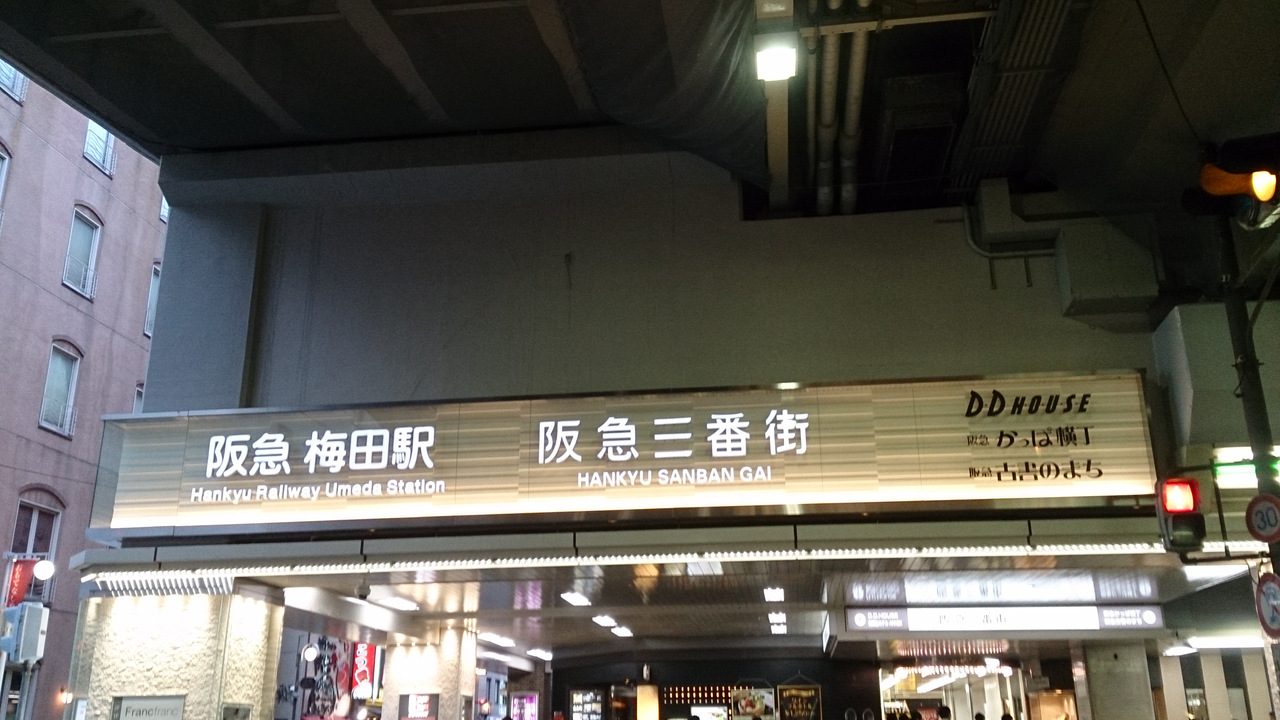 阪急 梅田駅
Hankyu Railway Umeda Station
阪急三番街
HANKYU SANBAN GAI
DD HOUSE
阪急 かっぱ横丁
阪急 古書のまち
Francfranc
30